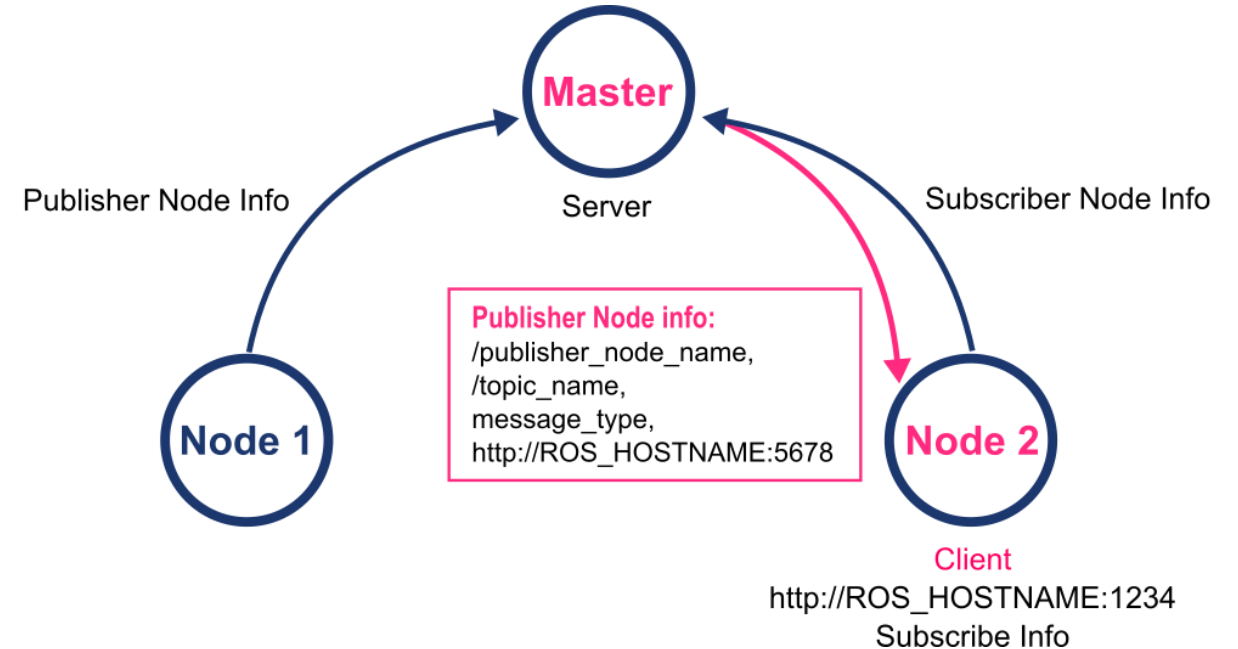 Master
Publisher Node Info
Server
Subscriber Node Info
Publisher Node info:
/publisher_node_name,
/topic_name,
message_type,
http://ROS_HOSTNAME:5678
Node 1
Node 2
Client
http://ROS_HOSTNAME:1234
Subscribe Info